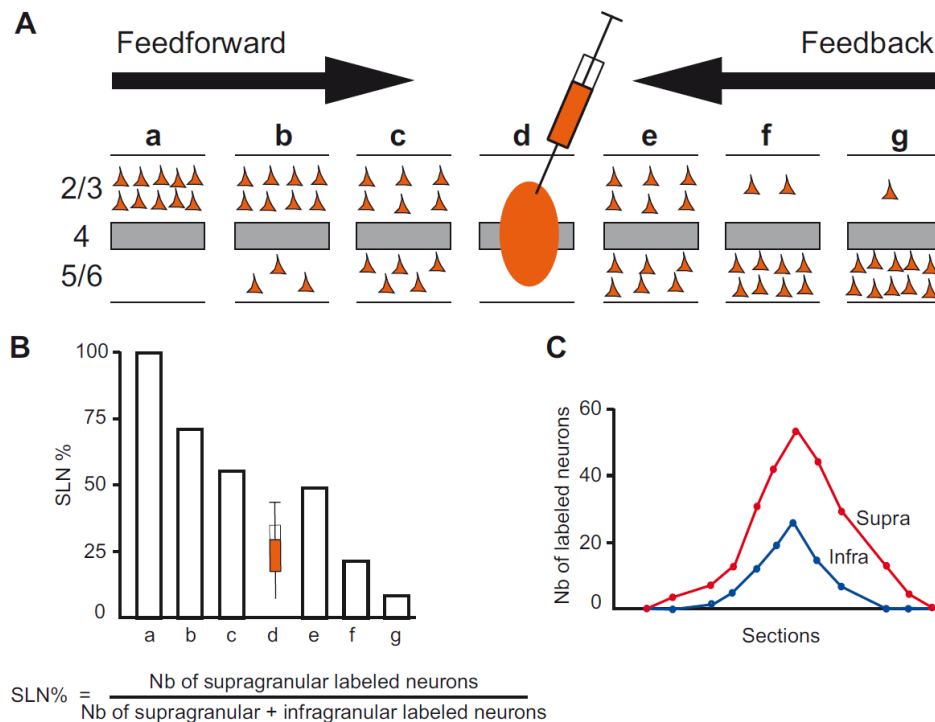 A
Feedforward
Feedback
a b c d e f g
2/3
4
5/6
B
SLN %
100
75
50
25
0
a b c d e f g
SLN% = Nb of supragranular labeled neurons
Nb of supragranular + infragranular labeled neurons
C
Nb of labeled neurons
60
40
20
0
Supra
Infra
Sections